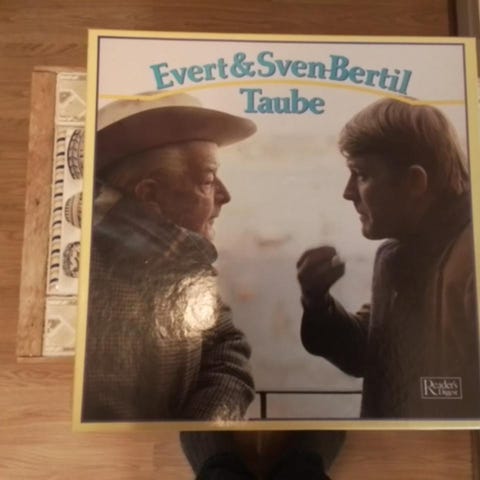 Evert & Sven-Bertil
Taube
Reader's
Digest